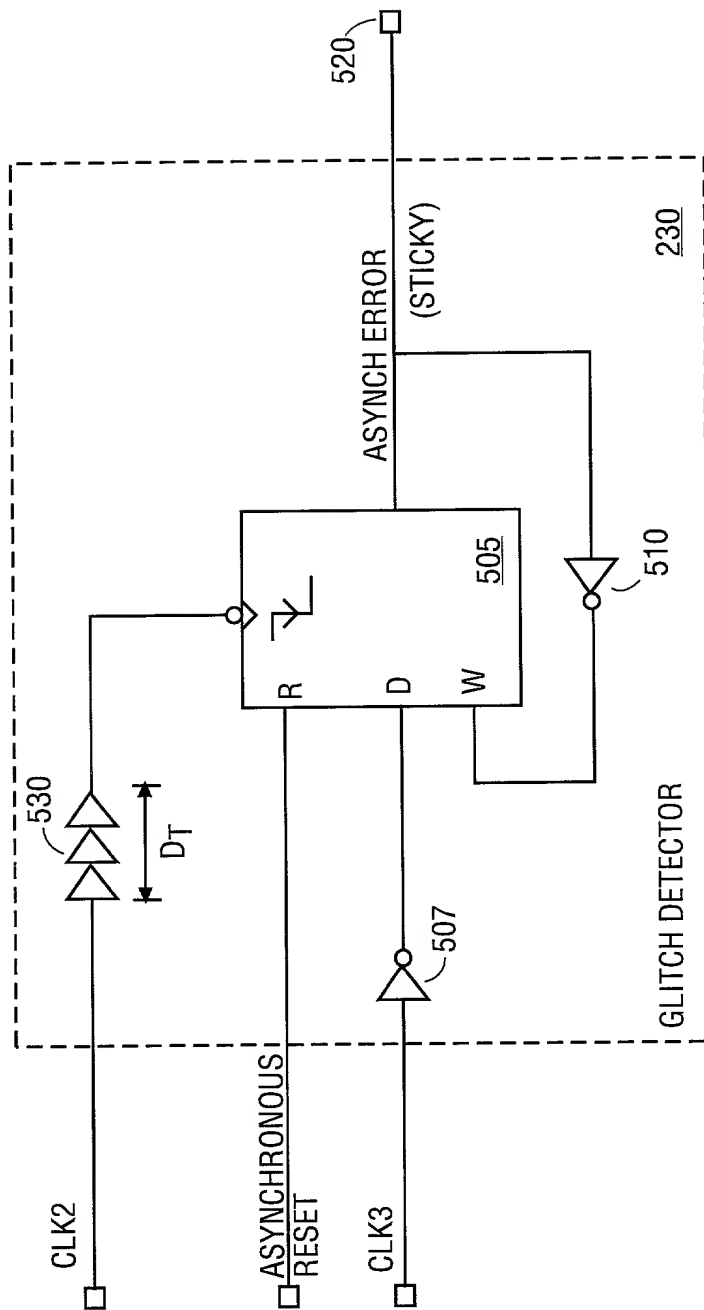 CLK2
530
D_T
520
ASYNCHRONOUS
RESET
R
ASYNCH ERROR
(STICKY)
D
W
505
CLK3
507
510
GLITCH DETECTOR
230